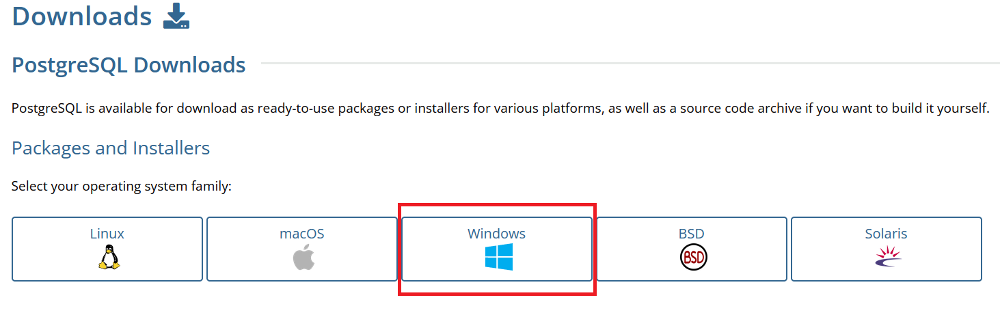 Downloads
PostgreSQL Downloads
PostgreSQL is available for download as ready-to-use packages or installers for various platforms, as well as a source code archive if you want to build it yourself.
Packages and Installers
Select your operating system family:
Linux
macOS
Windows
BSD
Solaris
BSD